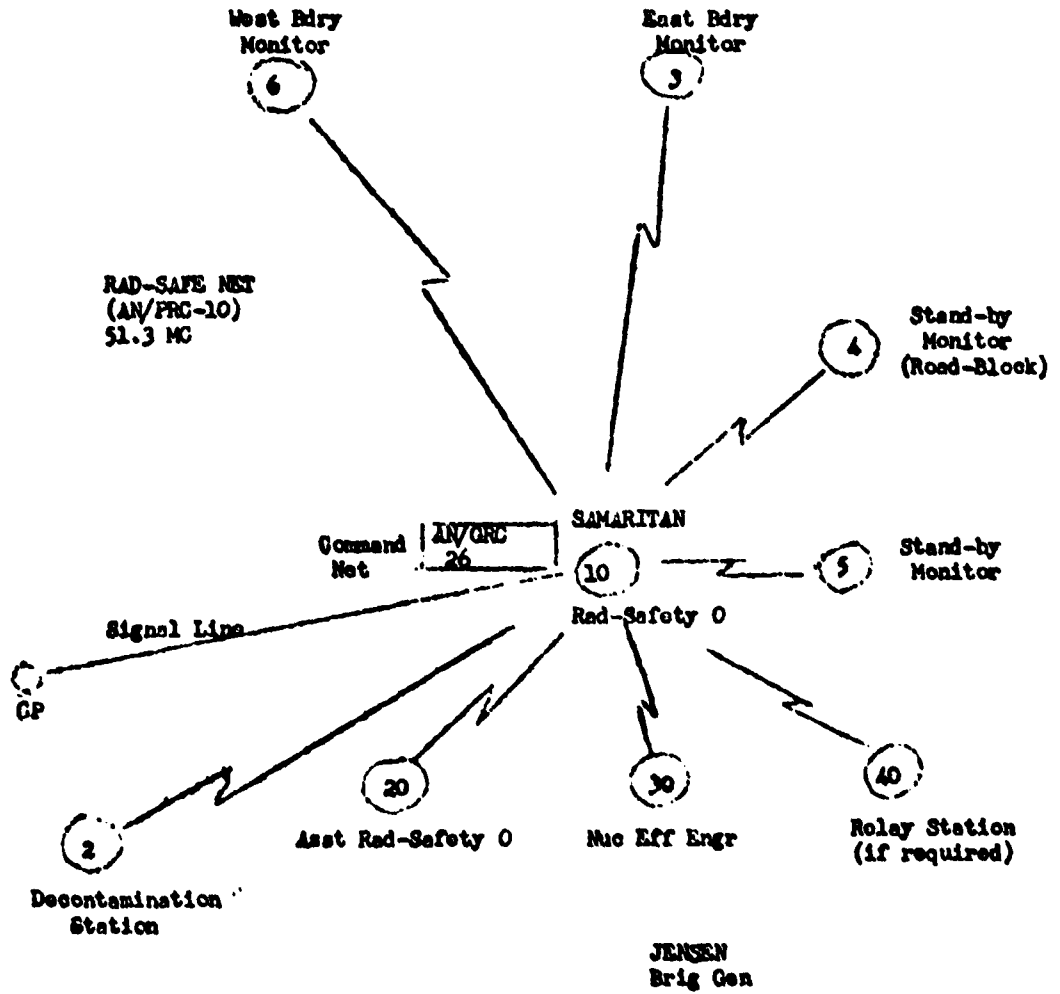 West Bdry
Monitor
6
East Bdry
Monitor
3
RAD-SAFE NET
(AN/PRC-10)
51.3 MC
4
Stand-by
Monitor
(Road-Block)
Command
Net
AN/GRC
26
SAMARITAN
10
Rad-Safety O
5
Stand-by
Monitor
Signal Line
CP
2
Decontamination
Station
20
Asst Rad-Safety O
30
Nuc Eff Engr
40
Relay Station
(if required)
JENSEN
Brig Gen